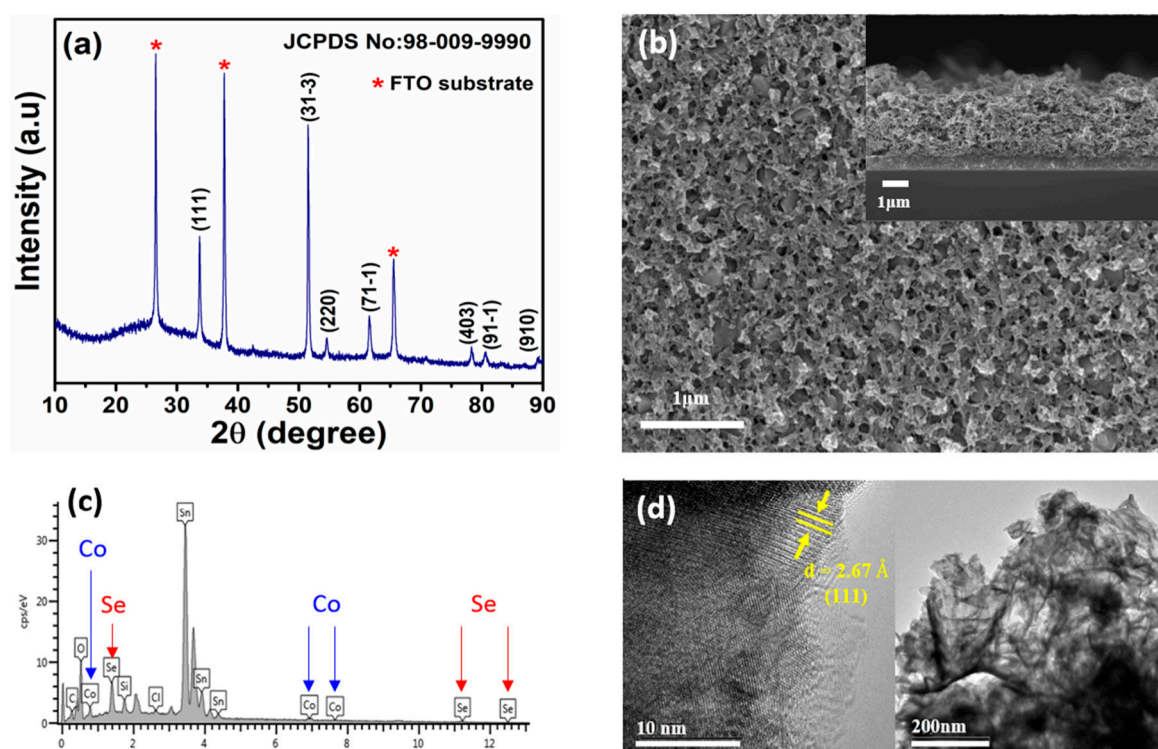 (a)
JCPDS No:98-009-9990
* FTO substrate
*
*
*
(111)
(31-3)
(220)
(71-1)
(403)
(91-1)
(910)
Intensity (a.u)
10 20 30 40 50 60 70 80 90
2θ (degree)
(b)
1μm
1μm
(c)
Co
Se
Co
Se
cps/eV
30
20
10
0
C
O
Co
Se
Si
Cl
Sn
Sn
Sn
Co
Co
Se
Se
0 2 4 6 8 10 12
(d)
d = 2.67 Å
(111)
10 nm
200nm